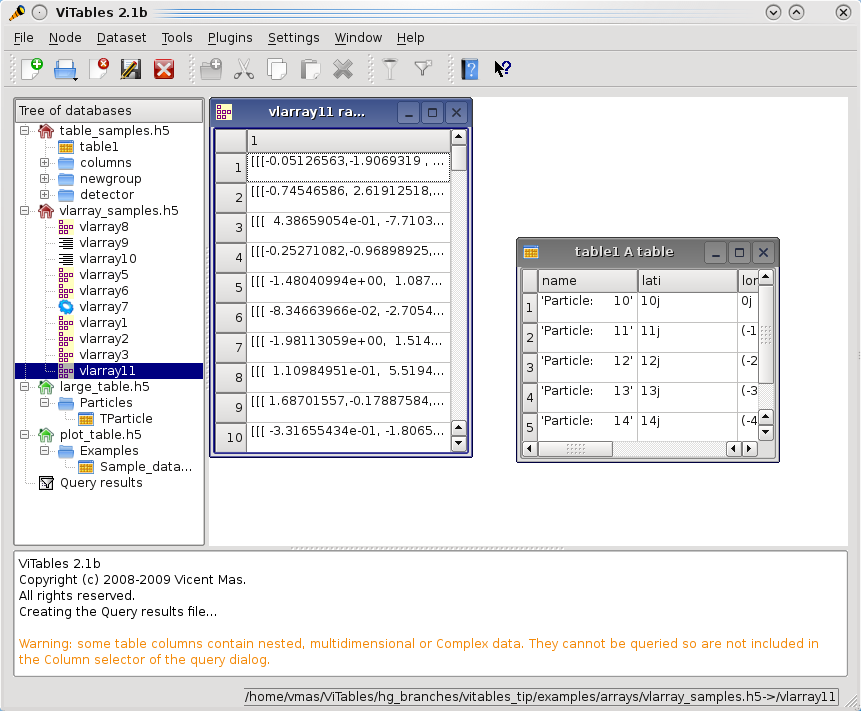 ViTables 2.1b
File Node Dataset Tools Plugins Settings Window Help
Tree of databases
table_samples.h5
table1
columns
newgroup
detector
vlarray_samples.h5
vlarray8
vlarray9
vlarray10
vlarray5
vlarray6
vlarray7
vlarray1
vlarray2
vlarray3
vlarray11
large_table.h5
Particles
TParticle
plot_table.h5
Examples
Sample_data...
Query results
vlarray11 ra...
1
1 [[[-0.05126563,-1.9069319 , ...
2 [[[-0.74546586, 2.61912518,...
3 [[[ 4.38659054e-01, -7.7103...
4 [[[-0.25271082,-0.96898925,...
5 [[[ -1.48040994e+00, 1.087...
6 [[[ -8.34663966e-02, -2.7054...
7 [[[ -1.98113059e+00, 1.514...
8 [[[ 1.10984951e-01, 5.5194...
9 [[[ 1.68701557,-0.17887584,...
10 [[[ -3.31655434e-01, -1.8065...
table1 A table
name lati lor
1 'Particle: 10' 10j 0j
2 'Particle: 11' 11j (-1
3 'Particle: 12' 12j (-2
4 'Particle: 13' 13j (-3
5 'Particle: 14' 14j (-4
ViTables 2.1b
Copyright (c) 2008-2009 Vicent Mas.
All rights reserved.
Creating the Query results file...
Warning: some table columns contain nested, multidimensional or Complex data. They cannot be queried so are not included in
the Column selector of the query dialog.
/home/vmas/ViTables/hg_branches/vitables_tip/examples/arrays/vlarray_samples.h5->/vlarray11